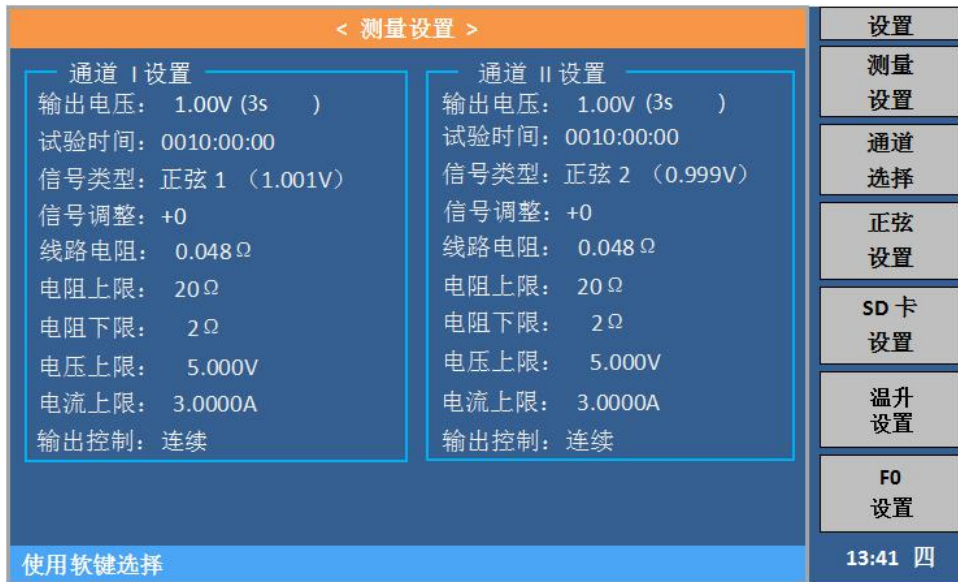 < 测量设置 >
通道 I 设置
输出电压： 1.00V (3s )
试验时间：0010:00:00
信号类型：正弦 1 （1.001V）
信号调整：+0
线路电阻： 0.048Ω
电阻上限： 20Ω
电阻下限： 2Ω
电压上限： 5.000V
电流上限： 3.0000A
输出控制：连续
通道 II 设置
输出电压： 1.00V (3s )
试验时间：0010:00:00
信号类型：正弦 2 （0.999V）
信号调整：+0
线路电阻： 0.048Ω
电阻上限： 20Ω
电阻下限： 2Ω
电压上限： 5.000V
电流上限： 3.0000A
输出控制：连续
使用软键选择
设置
测量
设置
通道
选择
正弦
设置
SD 卡
设置
温升
设置
F0
设置
13:41 四